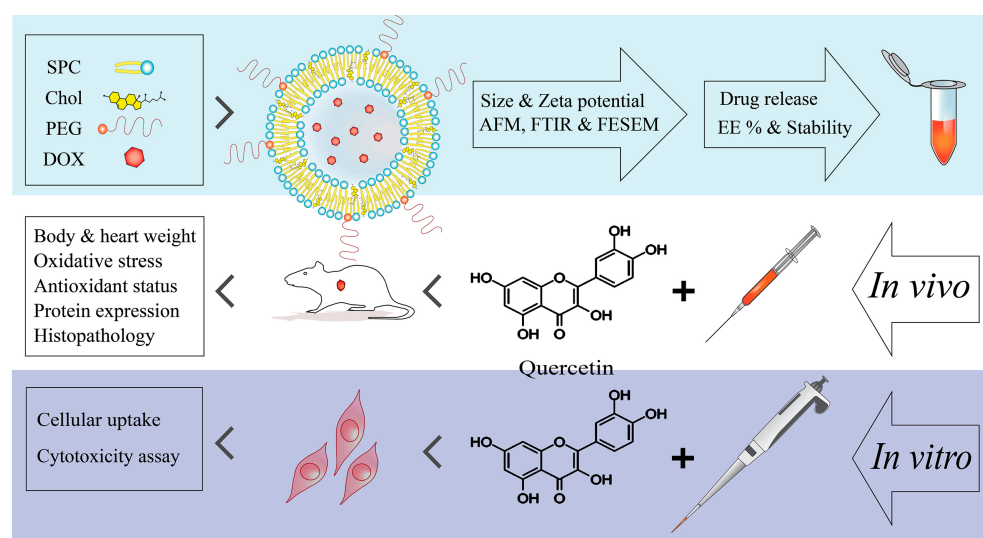 SPC
Chol
PEG
DOX
Size & Zeta potential
AFM, FTIR & FESEM
Drug release
EE % & Stability
Body & heart weight
Oxidative stress
Antioxidant status
Protein expression
Histopathology
OH
OH
HO
O
OH
OH
O
Quercetin
+
In vivo
Cellular uptake
Cytotoxicity assay
OH
OH
HO
O
OH
OH
O
+
In vitro